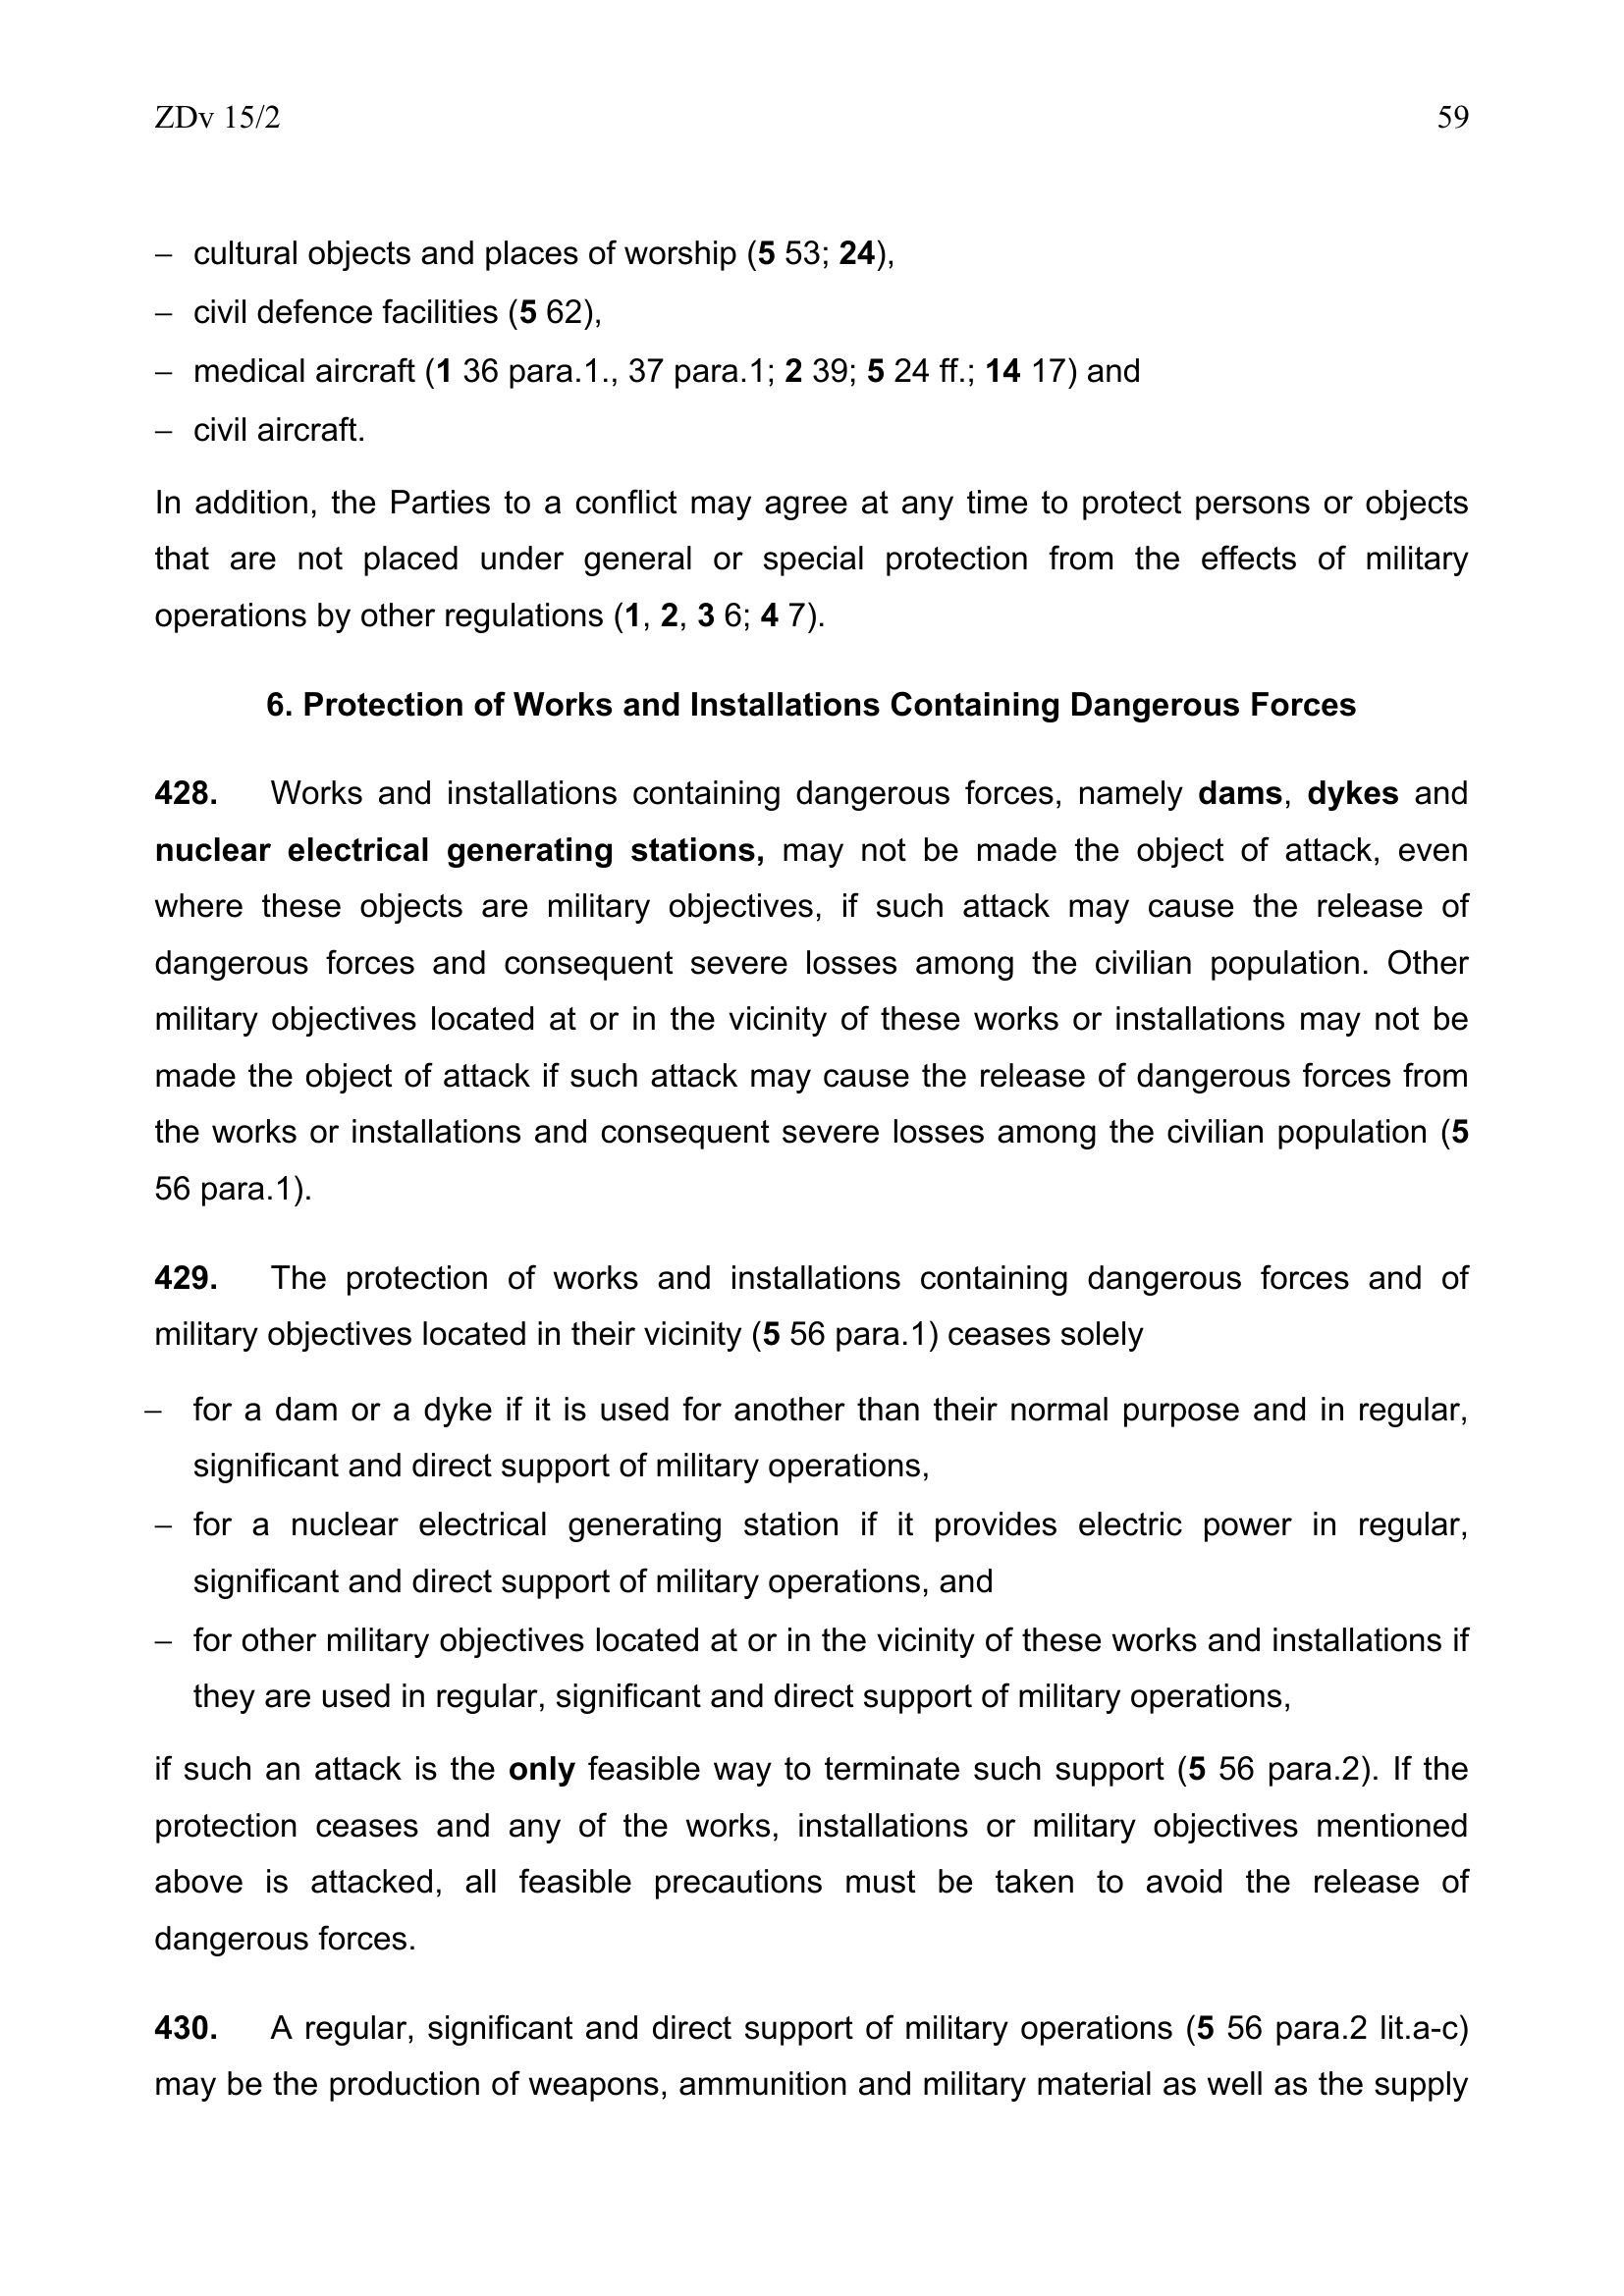 ZDv 15/2 59
– cultural objects and places of worship (5 53; 24),
– civil defence facilities (5 62),
– medical aircraft (1 36 para.1., 37 para.1; 2 39; 5 24 ff.; 14 17) and
– civil aircraft.
In addition, the Parties to a conflict may agree at any time to protect persons or objects
that are not placed under general or special protection from the effects of military
operations by other regulations (1, 2, 3 6; 4 7).
6. Protection of Works and Installations Containing Dangerous Forces
428. Works and installations containing dangerous forces, namely dams, dykes and
nuclear electrical generating stations, may not be made the object of attack, even
where these objects are military objectives, if such attack may cause the release of
dangerous forces and consequent severe losses among the civilian population. Other
military objectives located at or in the vicinity of these works or installations may not be
made the object of attack if such attack may cause the release of dangerous forces from
the works or installations and consequent severe losses among the civilian population (5
56 para.1).
429. The protection of works and installations containing dangerous forces and of
military objectives located in their vicinity (5 56 para.1) ceases solely
– for a dam or a dyke if it is used for another than their normal purpose and in regular,
significant and direct support of military operations,
– for a nuclear electrical generating station if it provides electric power in regular,
significant and direct support of military operations, and
– for other military objectives located at or in the vicinity of these works and installations if
they are used in regular, significant and direct support of military operations,
if such an attack is the only feasible way to terminate such support (5 56 para.2). If the
protection ceases and any of the works, installations or military objectives mentioned
above is attacked, all feasible precautions must be taken to avoid the release of
dangerous forces.
430. A regular, significant and direct support of military operations (5 56 para.2 lit.a-c)
may be the production of weapons, ammunition and military material as well as the supply